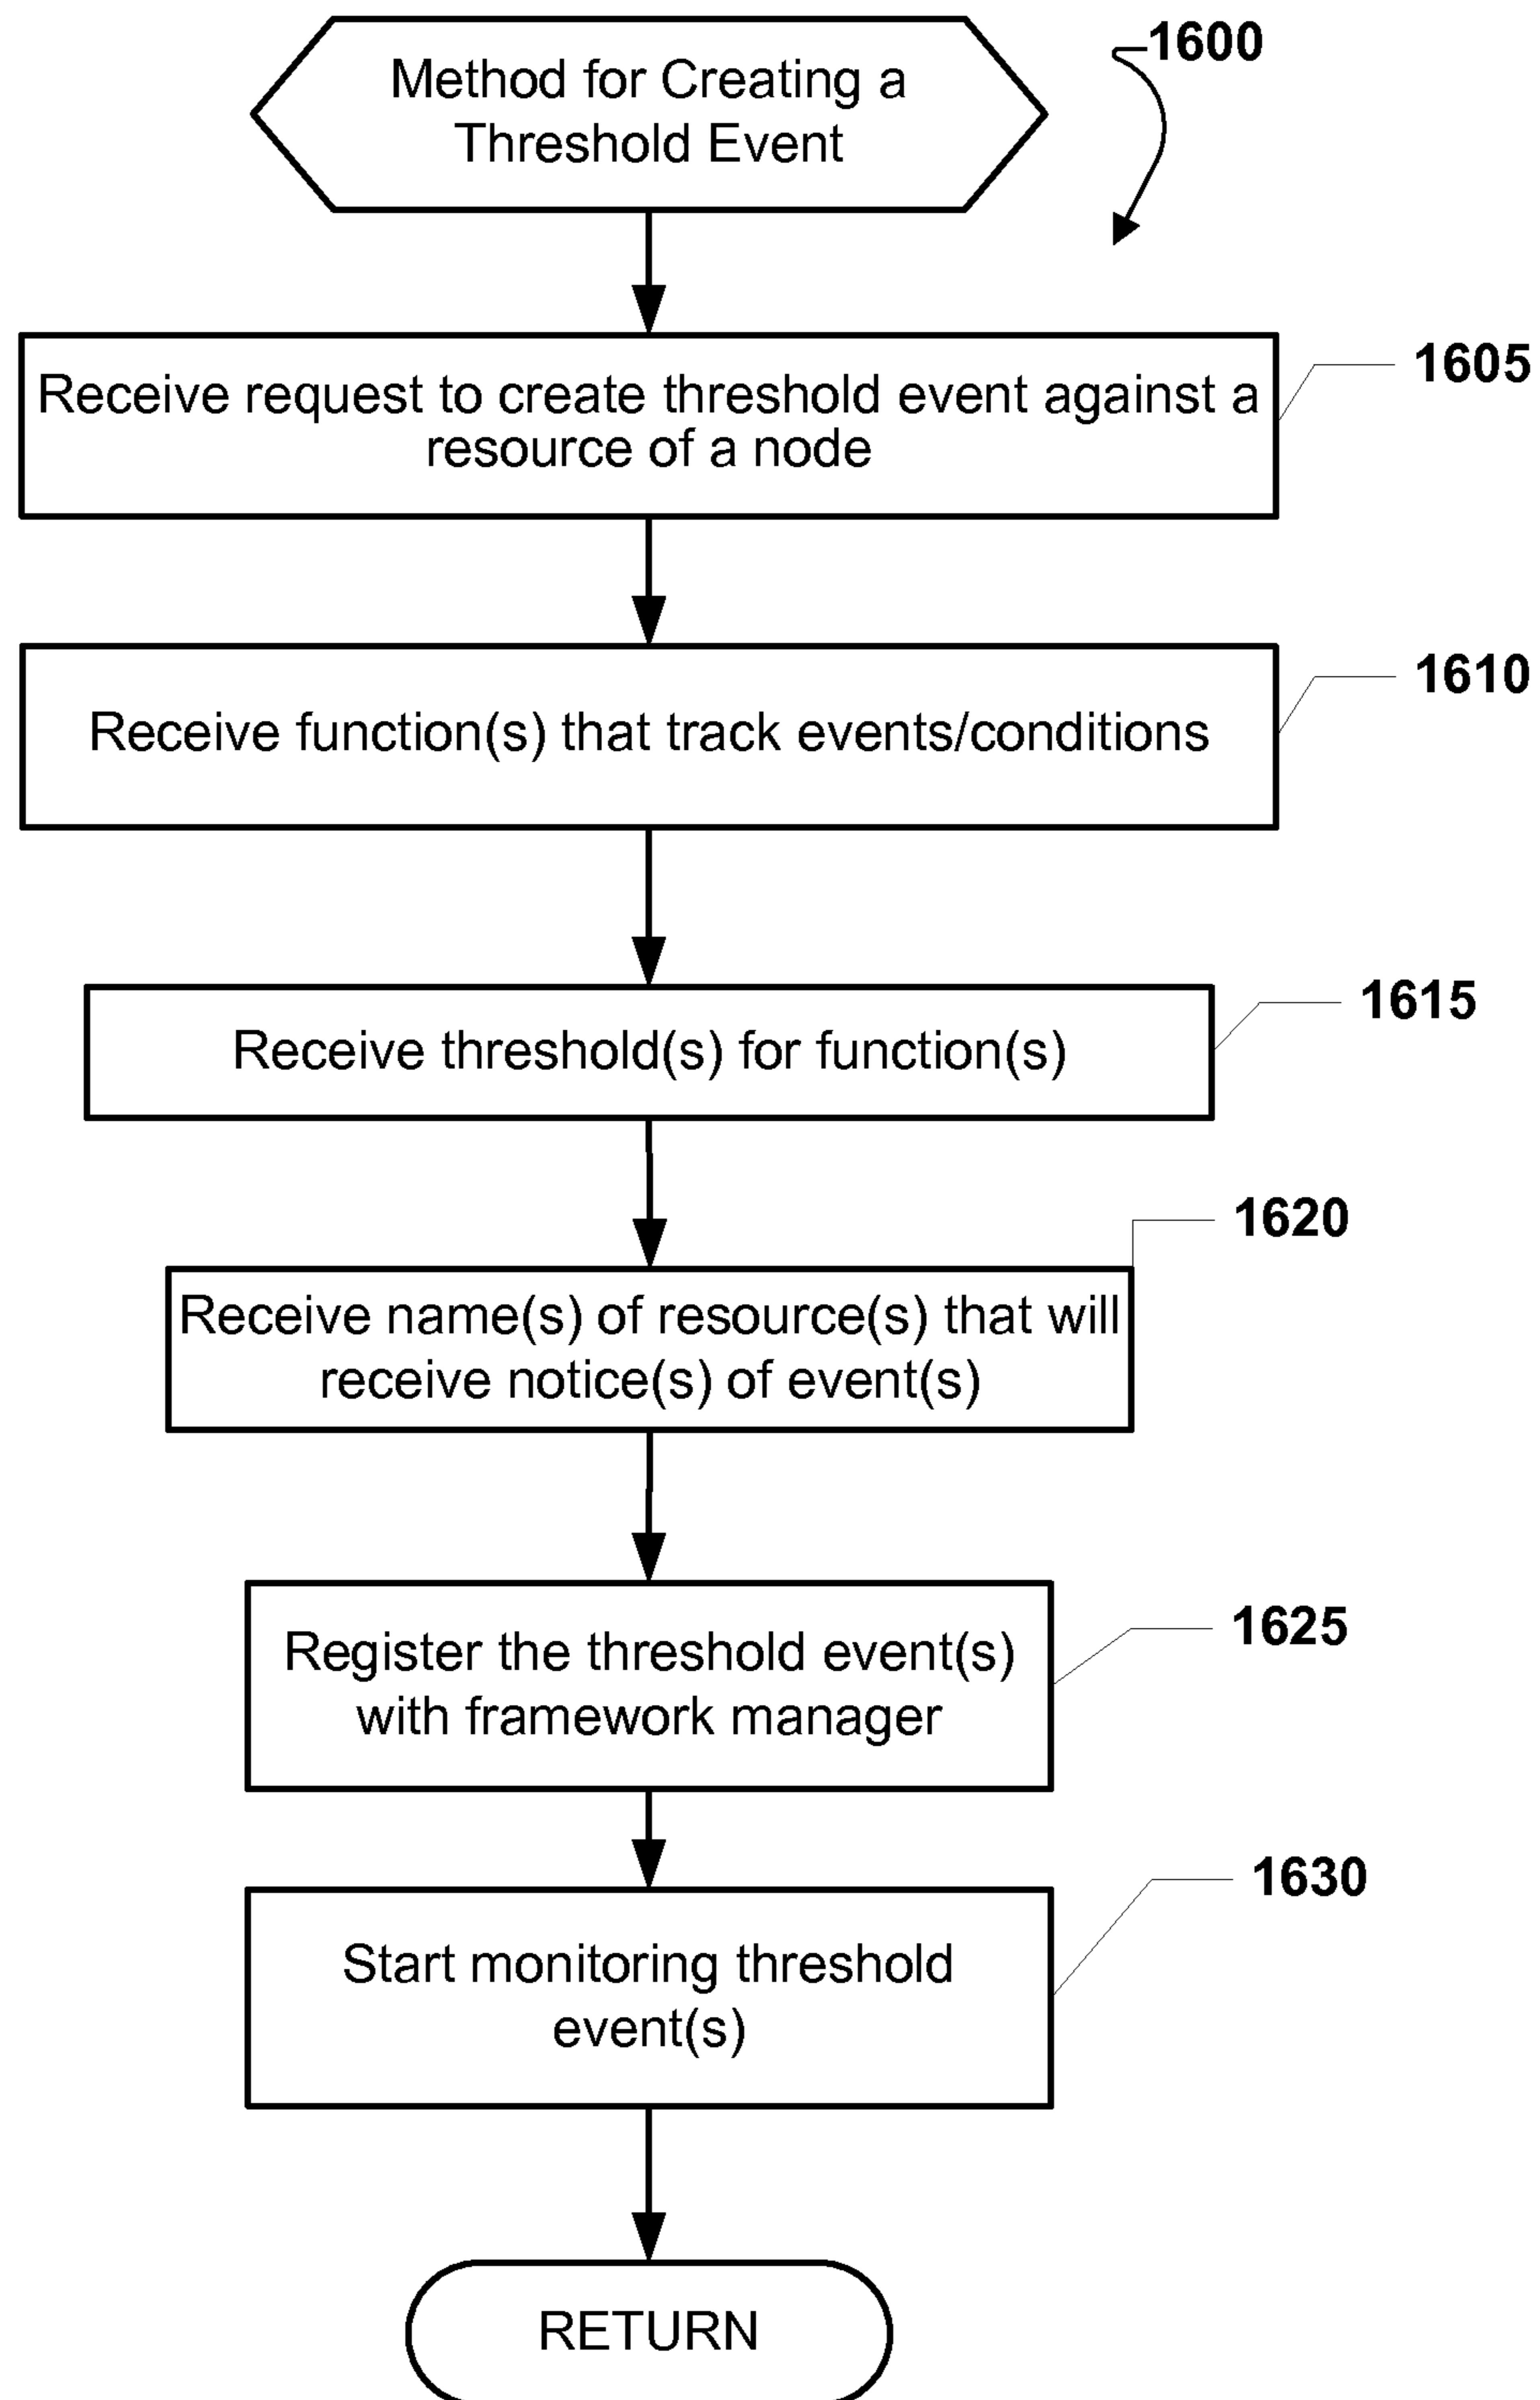 Method for Creating a
Threshold Event
1600
Receive request to create threshold event against a
resource of a node
1605
Receive function(s) that track events/conditions
1610
Receive threshold(s) for function(s)
1615
Receive name(s) of resource(s) that will
receive notice(s) of event(s)
1620
Register the threshold event(s)
with framework manager
1625
Start monitoring threshold
event(s)
1630
RETURN